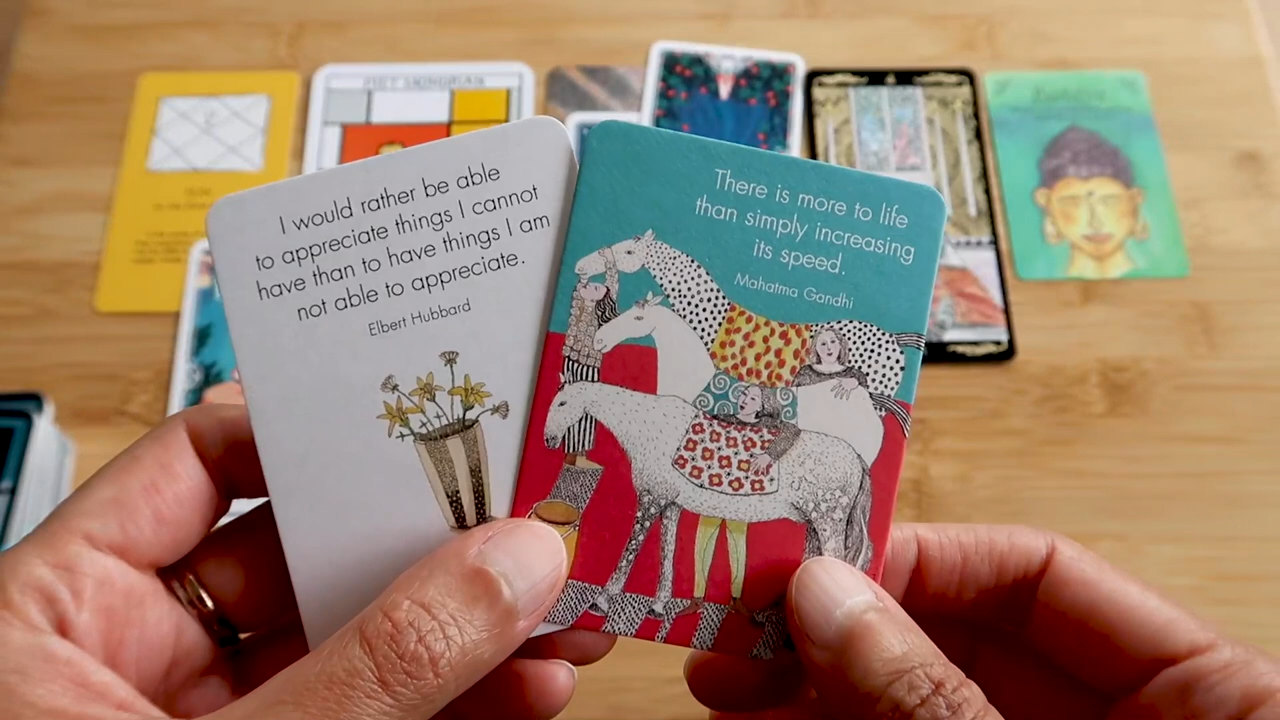 PIET MONDRIAN
I would rather be able
to appreciate things I cannot
have than to have things I am
not able to appreciate.
Elbert Hubbard
There is more to life
than simply increasing
its speed.
Mahatma Gandhi